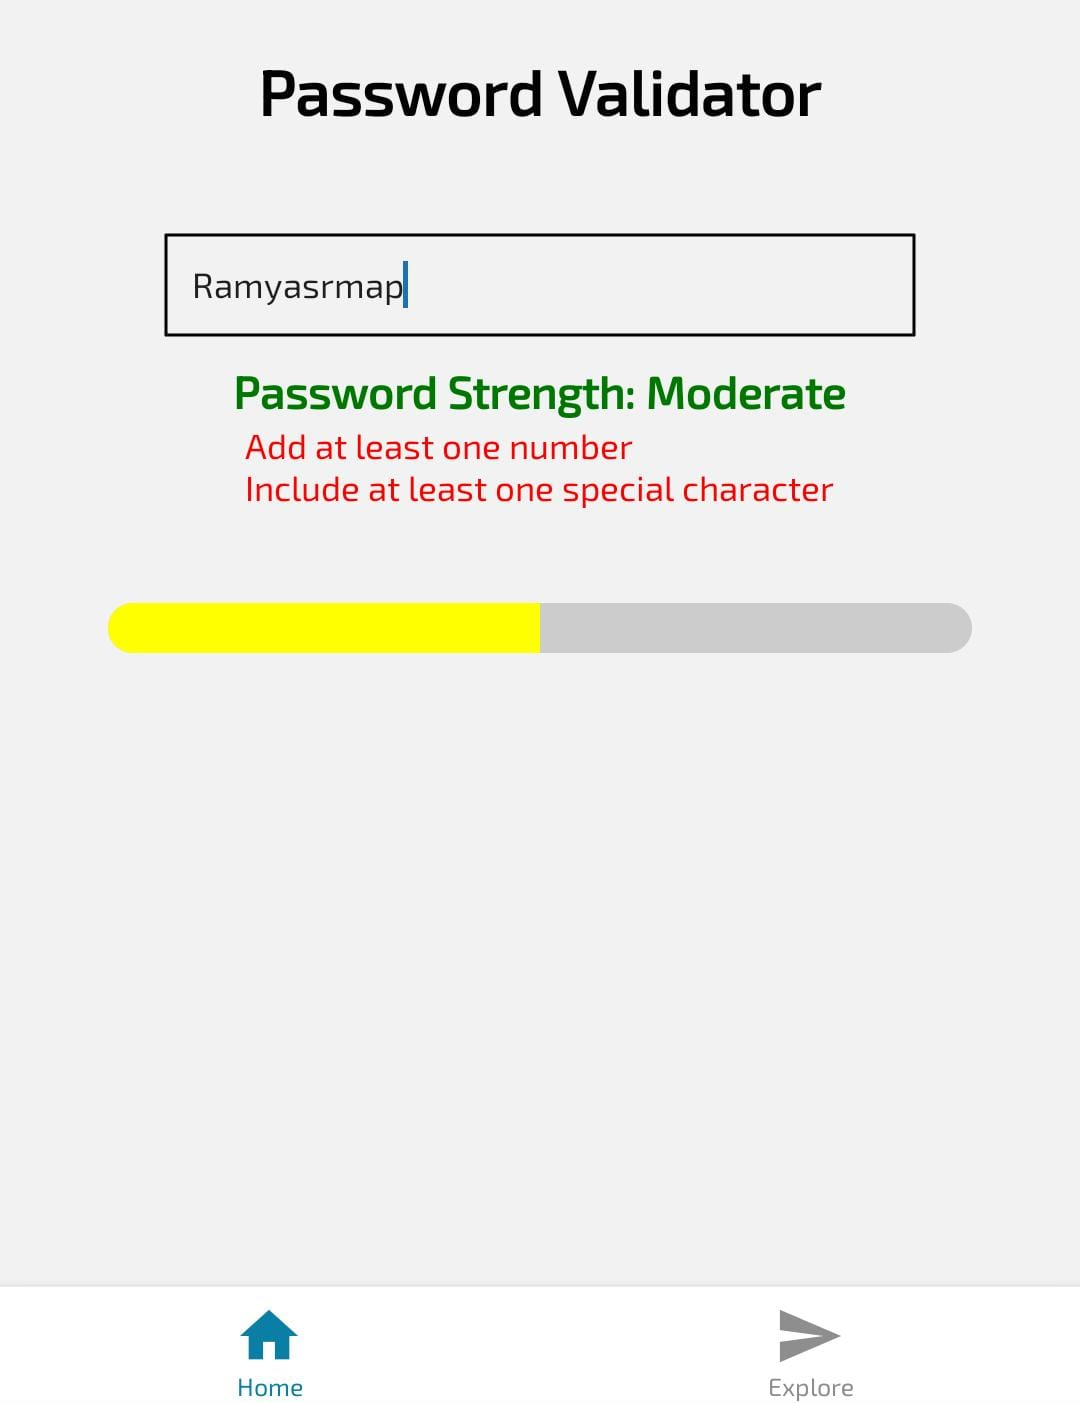 Password Validator
Ramyasrmap
Password Strength: Moderate
Add at least one number
Include at least one special character
Home
Explore